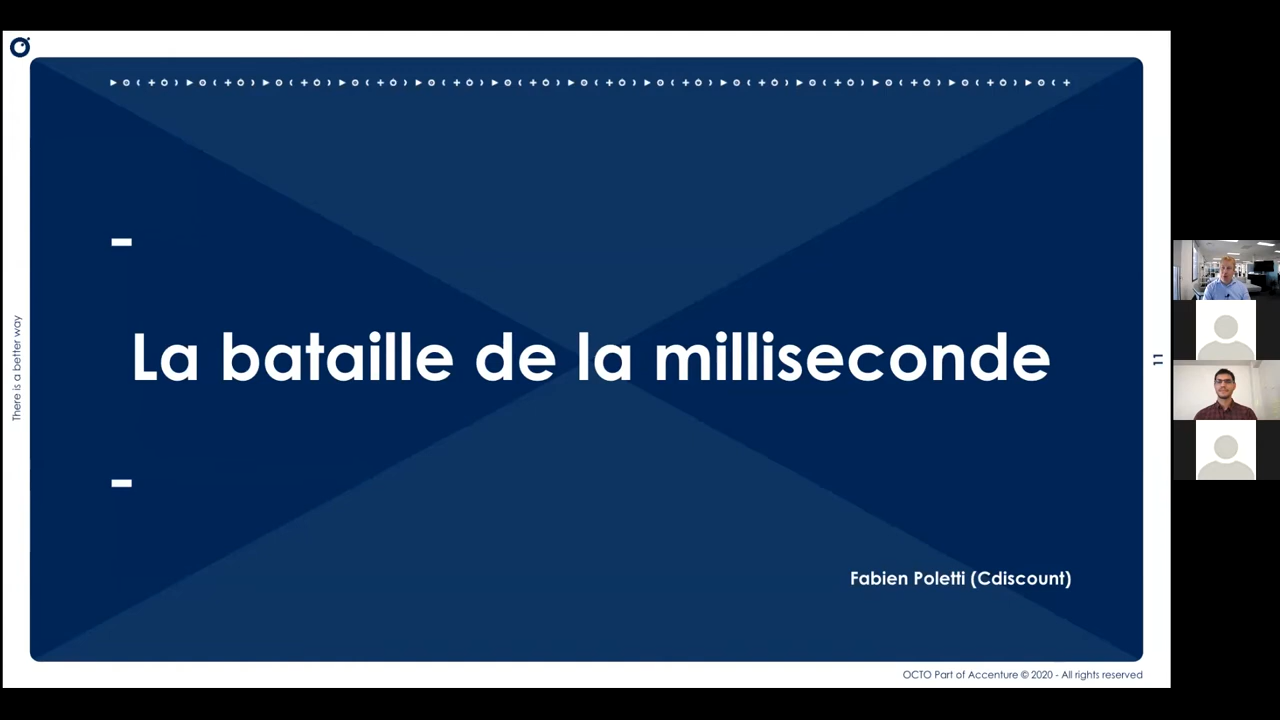 La bataille de la milliseconde
Fabien Poletti (Cdiscount)
There is a better way
11
OCTO Part of Accenture © 2020 - All rights reserved